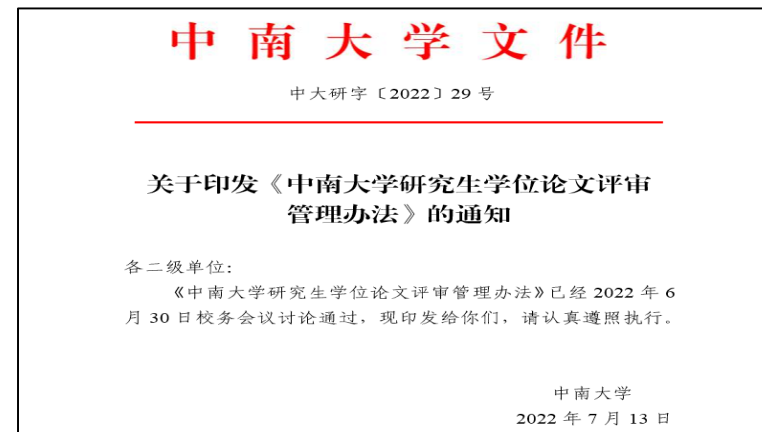 中南大学文件
中大研字〔2022〕29 号
关于印发《中南大学研究生学位论文评审
管理办法》的通知
各二级单位:
《中南大学研究生学位论文评审管理办法》已经 2022 年 6
月 30 日校务会议讨论通过，现印发给你们，请认真遵照执行。
中南大学
2022 年 7 月 13 日